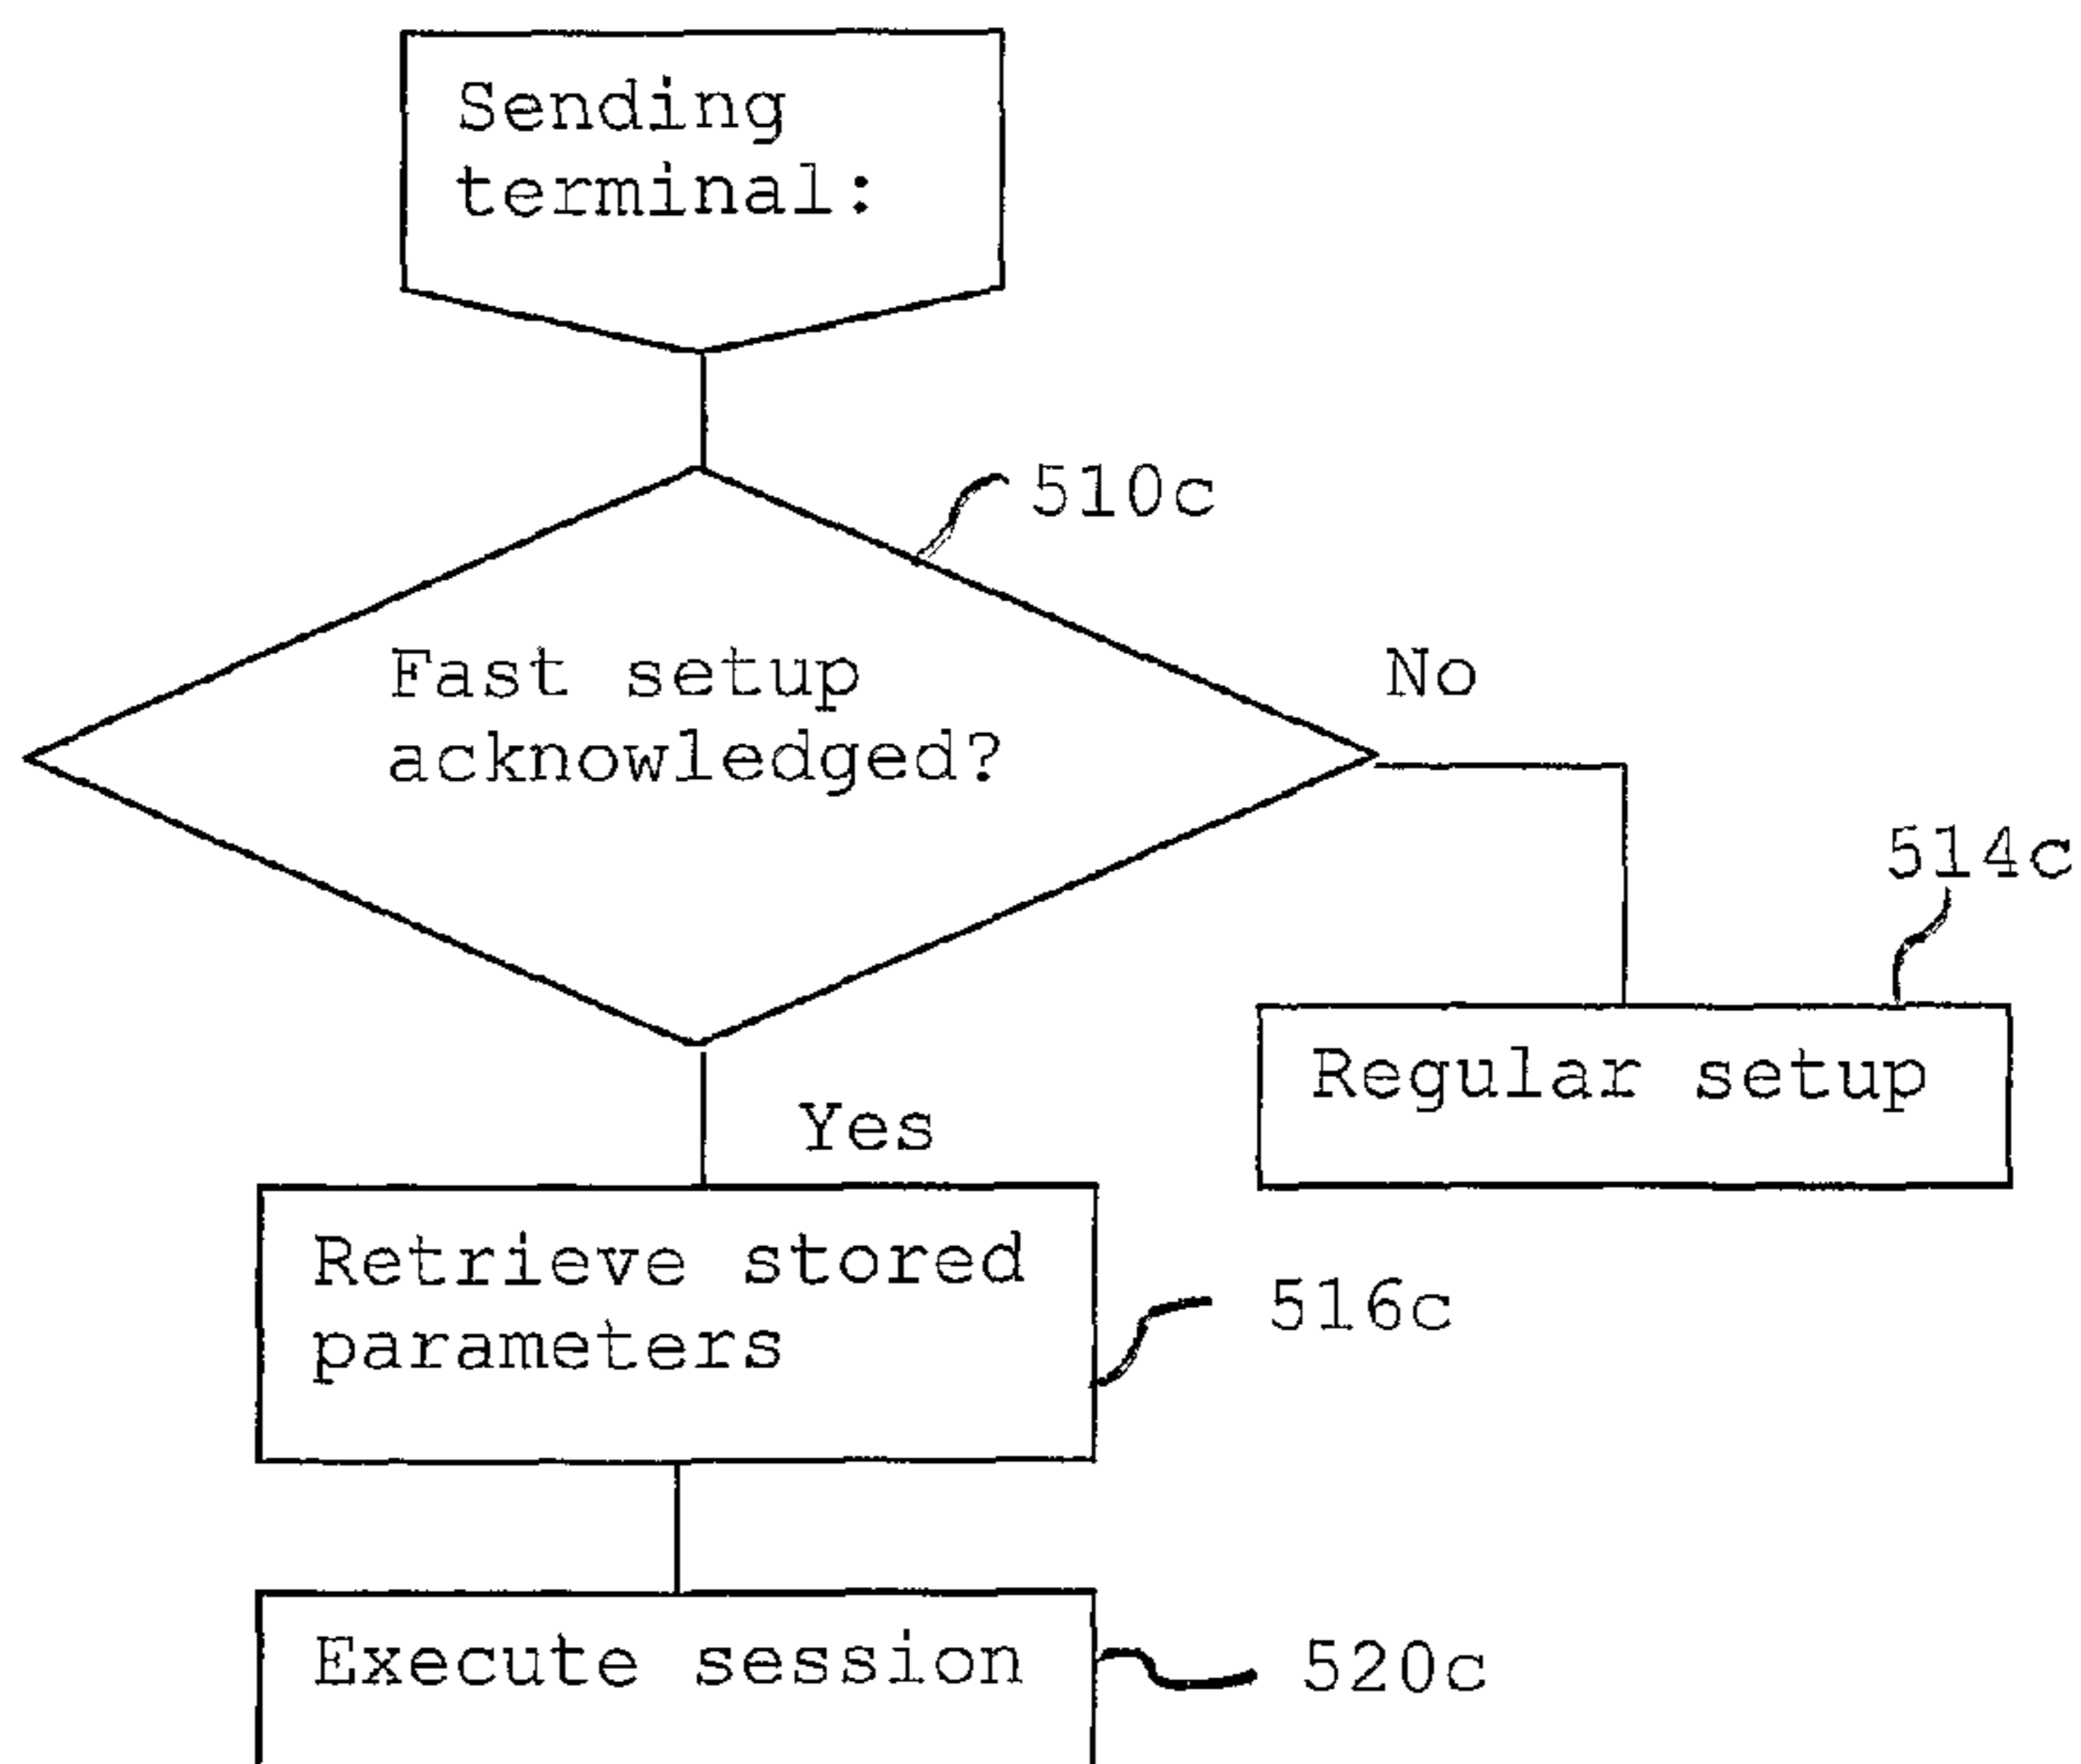 Sending
terminal:
510c
Fast setup
acknowledged?
No
514c
Regular setup
Yes
Retrieve stored
parameters
516c
Execute session
520c